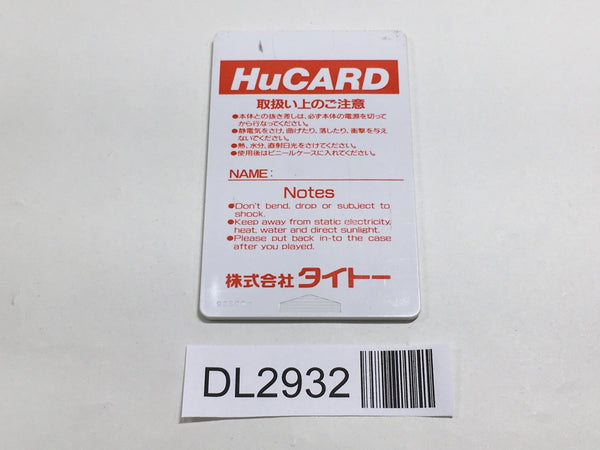 HuCARD
取扱い上のご注意
●本体との抜き差しは、必ず本体の電源を切って
から行なってください。
●静電気をさけ、曲げたり、落したり、衝撃を与え
ないでください。
●熱、水分、直射日光をさけてください。
●使用後はビニールケースに入れてください。
NAME:
Notes
●Don't bend, drop or subject to
shock.
●Keep away from static electricity,
heat, water and direct sunlight.
●Please put back in-to the case
after you played.
株式会社 タイトー
DL2932